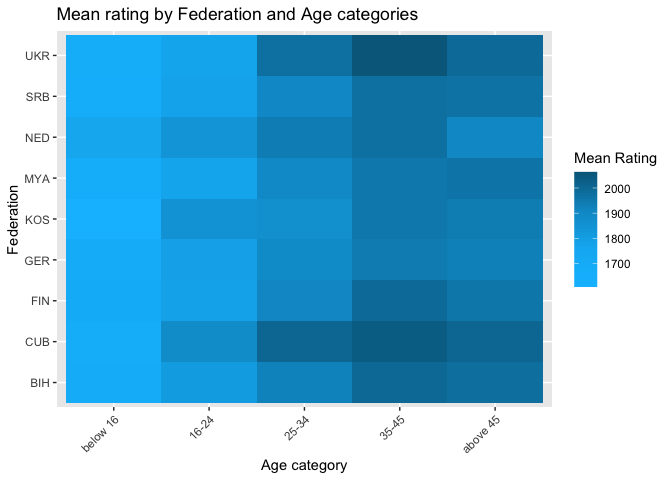 Mean rating by Federation and Age categories
UKR
SRB
NED
MYA
KOS
GER
FIN
CUB
BIH
Federation
below 16
16-24
25-34
35-45
above 45
Age category
Mean Rating
2000
1900
1800
1700